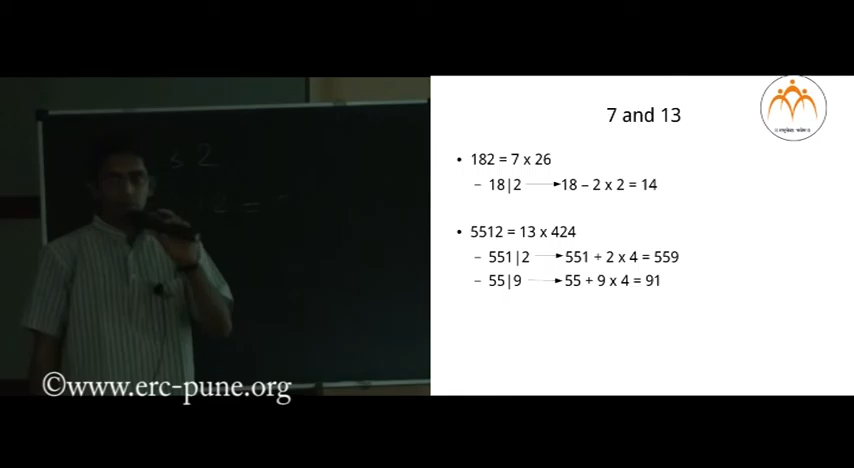 7 and 13
• 182 = 7 x 26
– 18|2 → 18 – 2 x 2 = 14
• 5512 = 13 x 424
– 551|2 → 551 + 2 x 4 = 559
– 55|9 → 55 + 9 x 4 = 91
s 2
©www.erc-pune.org